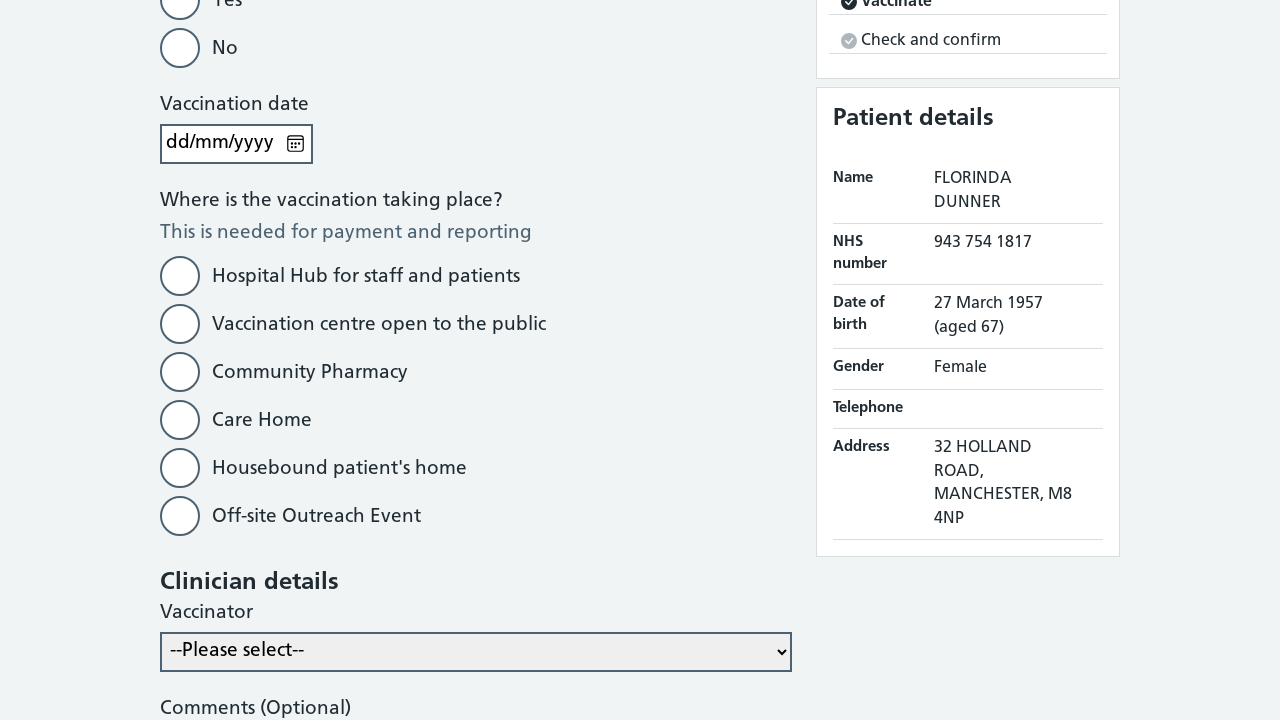 Yes
No
Vaccination date
dd/mm/yyyy
Where is the vaccination taking place?
This is needed for payment and reporting
Hospital Hub for staff and patients
Vaccination centre open to the public
Community Pharmacy
Care Home
Housebound patient's home
Off-site Outreach Event
Clinician details
Vaccinator
--Please select--
Comments (Optional)
Vaccinate
Check and confirm
Patient details
Name
FLORINDA
DUNNER
NHS
number
943 754 1817
Date of
birth
27 March 1957
(aged 67)
Gender
Female
Telephone
Address
32 HOLLAND
ROAD,
MANCHESTER, M8
4NP